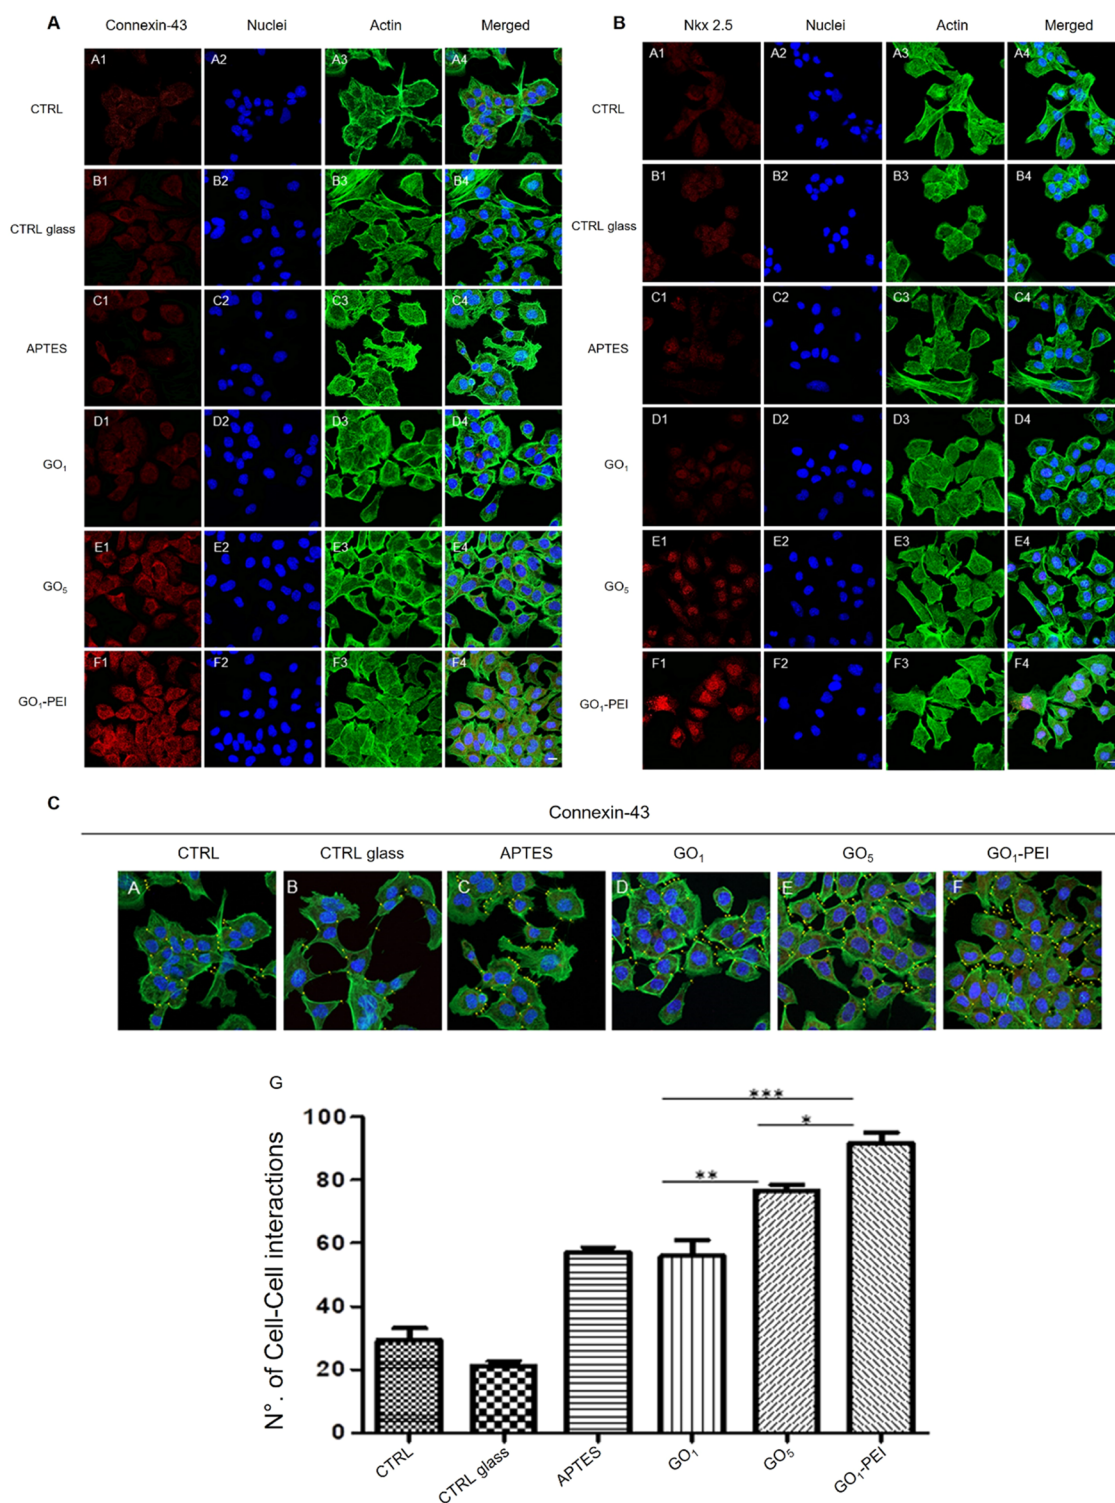 A Connexin-43 Nuclei Actin Merged
CTRL A1 A2 A3 A4
CTRL glass B1 B2 B3 B4
APTES C1 C2 C3 C4
GO₁ D1 D2 D3 D4
GO₅ E1 E2 E3 E4
GO₁-PEI F1 F2 F3 F4
B Nkx 2.5 Nuclei Actin Merged
CTRL A1 A2 A3 A4
CTRL glass B1 B2 B3 B4
APTES C1 C2 C3 C4
GO₁ D1 D2 D3 D4
GO₅ E1 E2 E3 E4
GO₁-PEI F1 F2 F3 F4
C
Connexin-43
CTRL CTRL glass APTES GO₁ GO₅ GO₁-PEI
A B C D E F
G
N°. of Cell-Cell interactions
***
*
**
100
80
60
40
20
0
CTRL CTRL glass APTES GO₁ GO₅ GO₁-PEI